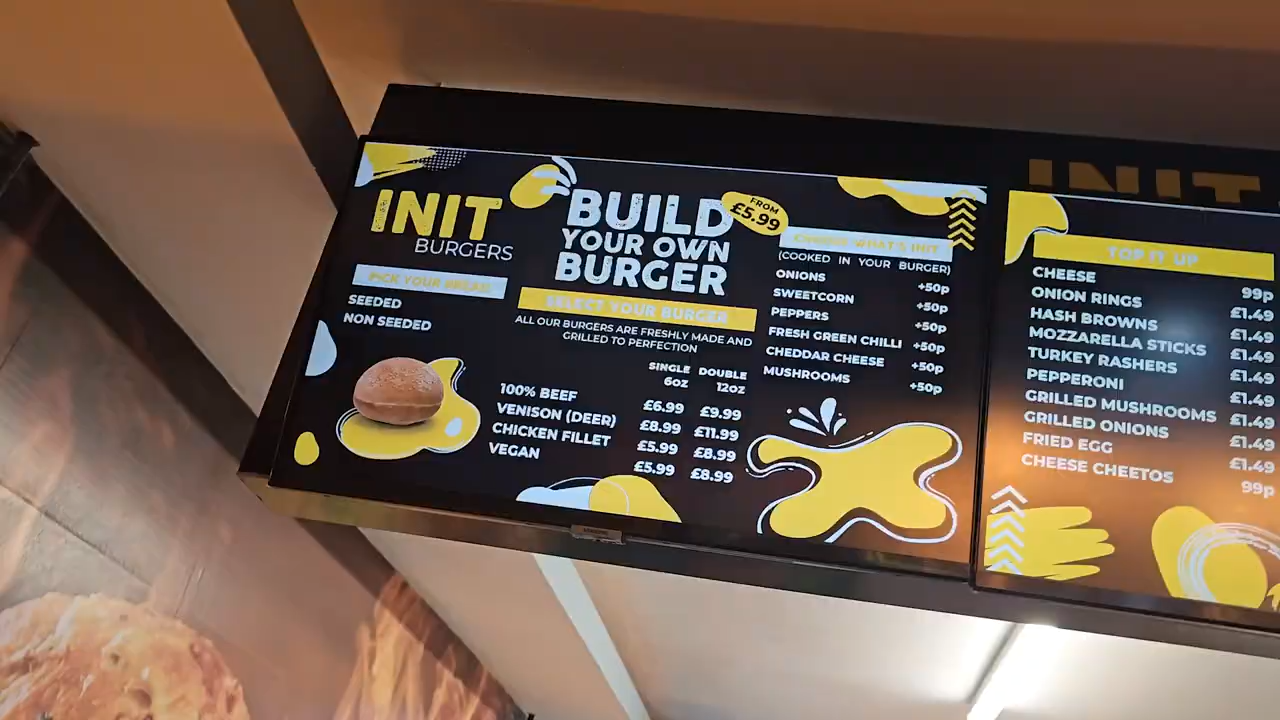 INIT
BURGERS
PICK YOUR BREAD
SEEDED
NON SEEDED
BUILD
YOUR OWN
BURGER
FROM
£5.99
SELECT YOUR BURGER
ALL OUR BURGERS ARE FRESHLY MADE AND
GRILLED TO PERFECTION
SINGLE DOUBLE
6oz 12oz
100% BEEF £6.99 £9.99
VENISON (DEER) £8.99 £11.99
CHICKEN FILLET £5.99 £8.99
VEGAN £5.99 £8.99
CHOOSE WHAT'S INIT
(COOKED IN YOUR BURGER)
ONIONS +50p
SWEETCORN +50p
PEPPERS +50p
FRESH GREEN CHILLI +50p
CHEDDAR CHEESE +50p
MUSHROOMS +50p
INIT
TOP IT UP
CHEESE 99p
ONION RINGS £1.49
HASH BROWNS £1.49
MOZZARELLA STICKS £1.49
TURKEY RASHERS £1.49
PEPPERONI £1.49
GRILLED MUSHROOMS £1.49
GRILLED ONIONS £1.49
FRIED EGG £1.49
CHEESE CHEETOS 99p